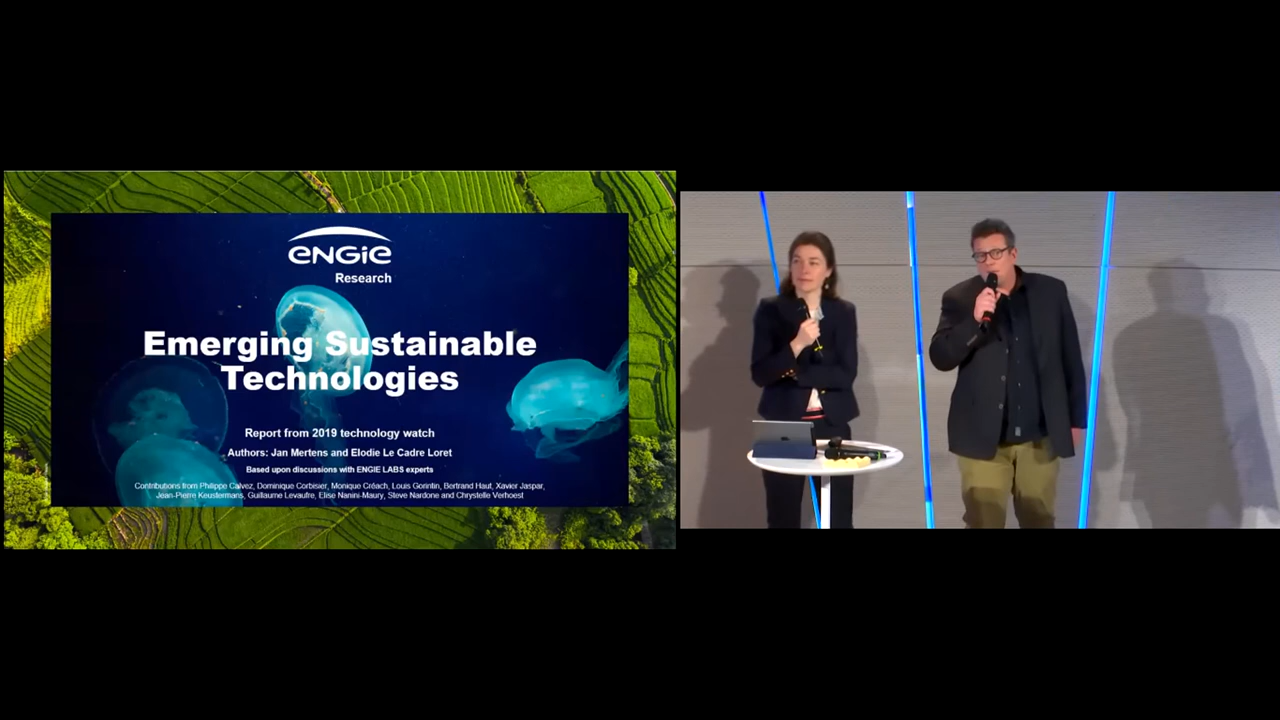 ENGIE
Research
Emerging Sustainable
Technologies
Report from 2019 technology watch
Authors: Jan Mertens and Elodie Le Cadre Loret
Based upon discussions with ENGIE LABS experts
Contributions from Philippe Calvez, Dominique Corbisier, Monique Créach, Louis Gorintin, Bertrand Haut, Xavier Jaspar,
Jean-Pierre Keustermans, Guillaume Levaufre, Elise Nanini-Maury, Steve Nardone and Chrystelle Verhoest